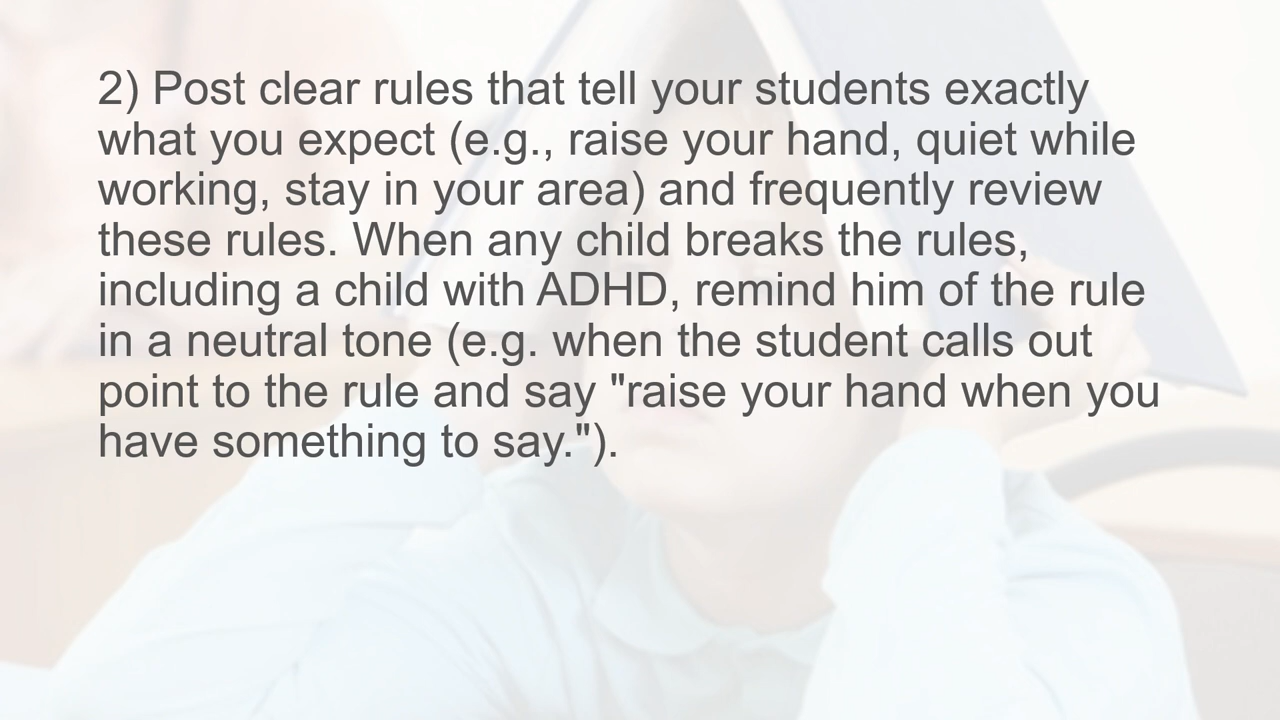 2) Post clear rules that tell your students exactly
what you expect (e.g., raise your hand, quiet while
working, stay in your area) and frequently review
these rules. When any child breaks the rules,
including a child with ADHD, remind him of the rule
in a neutral tone (e.g. when the student calls out
point to the rule and say "raise your hand when you
have something to say.").